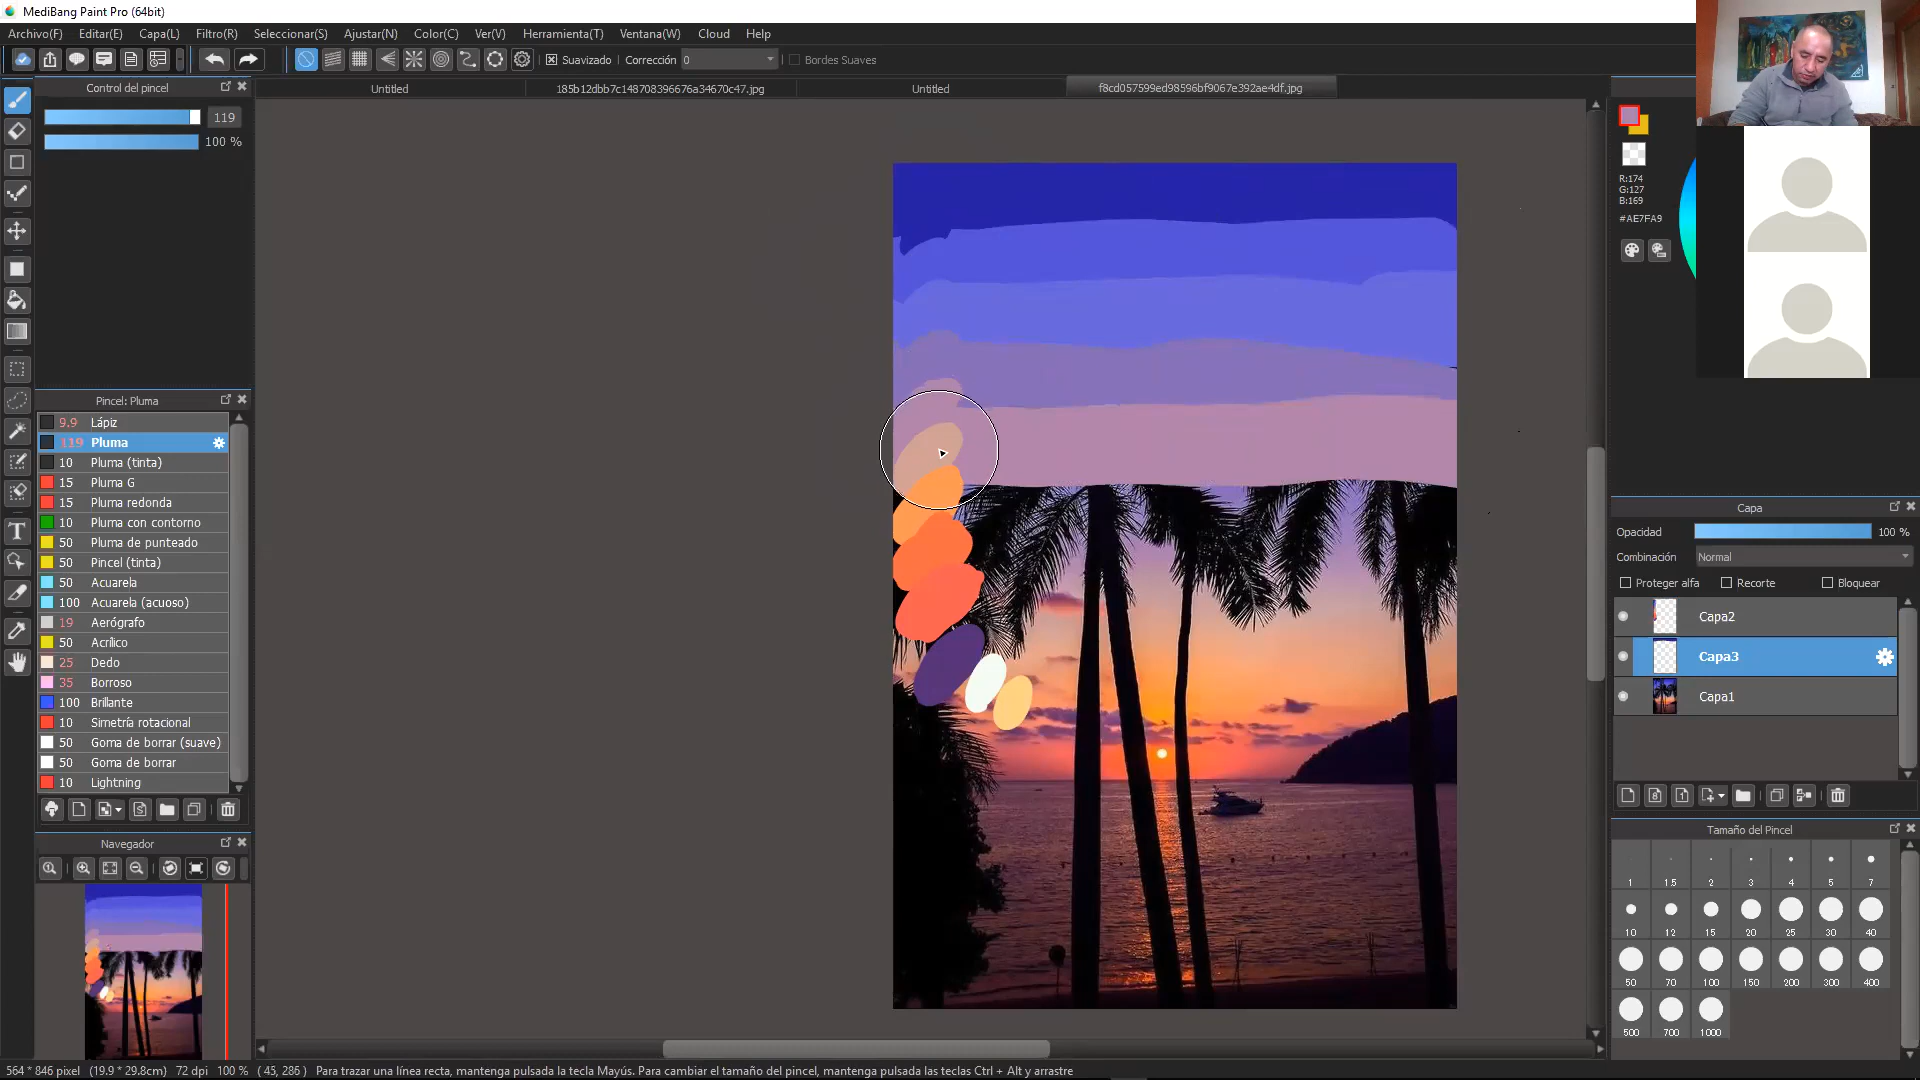 MediBang Paint Pro (64bit)
Archivo(F) Editar(E) Capa(L) Filtro(R) Seleccionar(S) Ajustar(N) Color(C) Ver(V) Herramienta(T) Ventana(W) Cloud Help
Suavizado Corrección 0 Bordes Suaves
Control del pincel
Untitled 185b12dbb7c148708396676a34670c47.jpg Untitled f8cd057599ed98596bf9067e392ae4df.jpg
119
100 %
R:174
G:127
B:169
#AE7FA9
Pincel: Pluma
9.9 Lápiz
119 Pluma
10 Pluma (tinta)
15 Pluma G
15 Pluma redonda
10 Pluma con contorno
50 Pluma de punteado
50 Pincel (tinta)
50 Acuarela
100 Acuarela (acuoso)
19 Aerógrafo
50 Acrílico
25 Dedo
35 Borroso
100 Brillante
10 Simetría rotacional
50 Goma de borrar (suave)
50 Goma de borrar
10 Lightning
Navegador
Capa
Opacidad 100 %
Combinación Normal
Proteger alfa Recorte Bloquear
Capa2
Capa3
Capa1
Tamaño del Pincel
1 1.5 2 3 4 5 7
10 12 15 20 25 30 40
50 70 100 150 200 300 400
500 700 1000
564 * 846 pixel (19.9 * 29.8cm) 72 dpi 100 % ( 45, 286 ) Para trazar una línea recta, mantenga pulsada la tecla Mayús. Para cambiar el tamaño del pincel, mantenga pulsadas las teclas Ctrl + Alt y arrastre